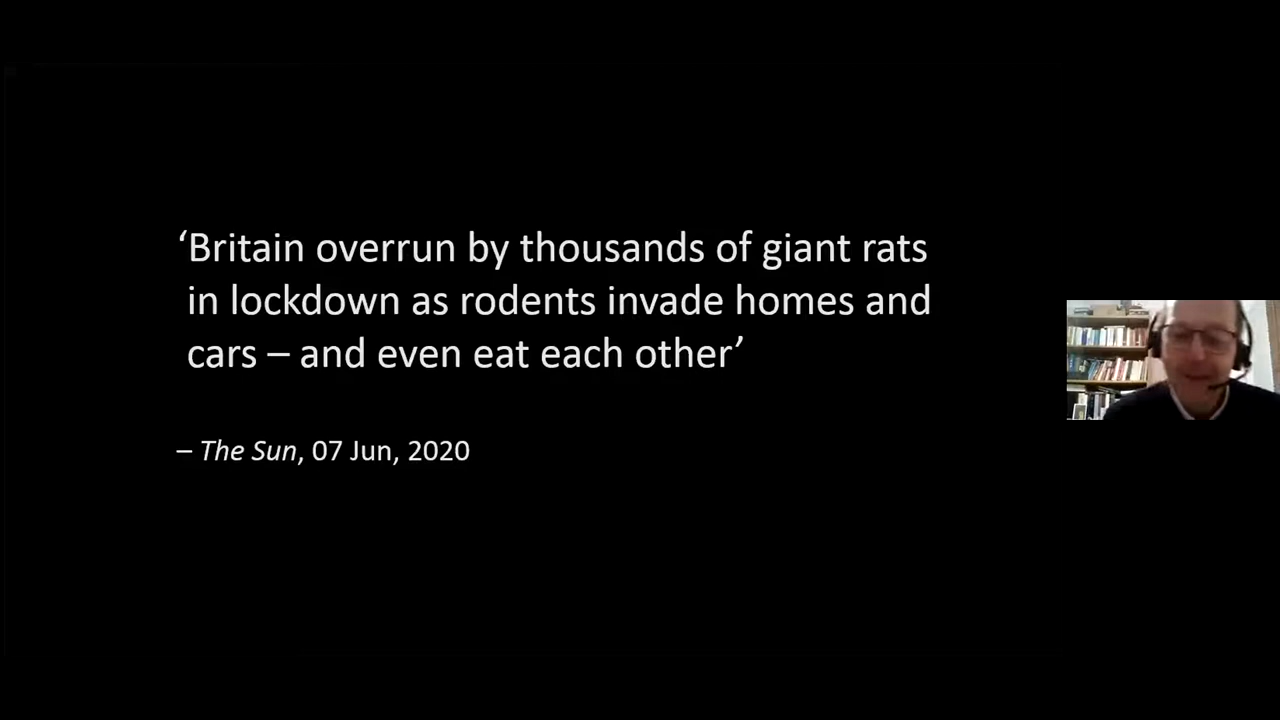 ‘Britain overrun by thousands of giant rats
in lockdown as rodents invade homes and
cars – and even eat each other’
– The Sun, 07 Jun, 2020